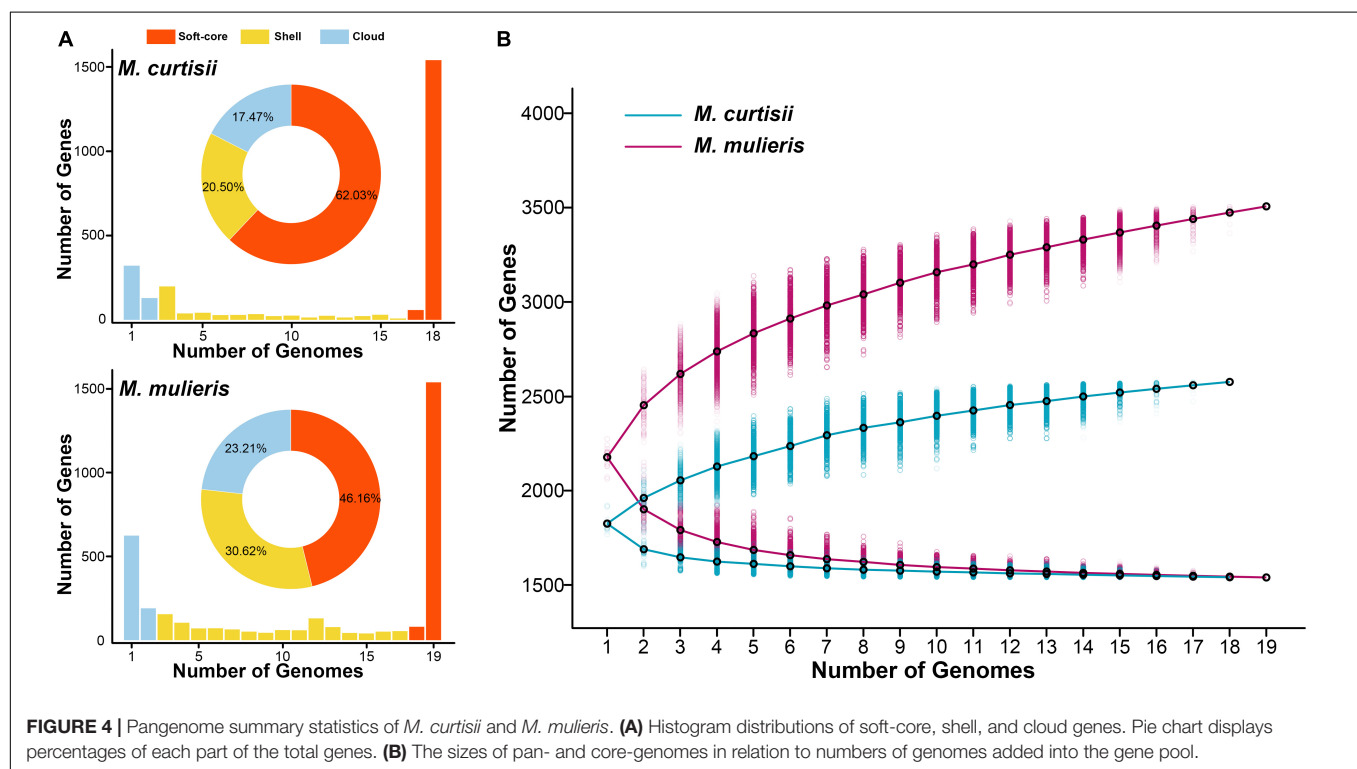 A
Soft-core
Shell
Cloud
M. curtisii
Number of Genes
1500
1000
500
0
17.47%
20.50%
62.03%
1
5
10
15
18
Number of Genomes
M. mulieris
Number of Genes
1500
1000
500
0
23.21%
30.62%
46.16%
1
5
10
15
19
Number of Genomes
B
M. curtisii
M. mulieris
Number of Genes
4000
3500
3000
2500
2000
1500
1 2 3 4 5 6 7 8 9 10 11 12 13 14 15 16 17 18 19
Number of Genomes
FIGURE 4 | Pangenome summary statistics of M. curtisii and M. mulieris. (A) Histogram distributions of soft-core, shell, and cloud genes. Pie chart displays
percentages of each part of the total genes. (B) The sizes of pan- and core-genomes in relation to numbers of genomes added into the gene pool.